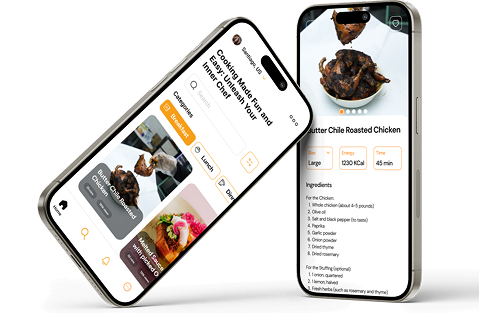 Santiago, US
Cooking Made Fun and
Easy: Unleash Your
Inner Chef
Search
Categories
Breakfast
Lunch
Butter Chile Roasted
Chicken
Melted Sauce
with picked O
Home
Butter Chile Roasted Chicken
Size
Large
Energy
1230 KCal
Time
45 min
Ingredients
For the Chicken:
1. Whole chicken (about 4-5 pounds)
2. Olive oil
3. Salt and black pepper (to taste)
4. Paprika
5. Garlic powder
6. Onion powder
7. Dried thyme
8. Dried rosemary
For the Stuffing (optional)
1. 1 onion, quartered
2. 1 lemon, halved
3. Fresh herbs (such as rosemary and thyme)